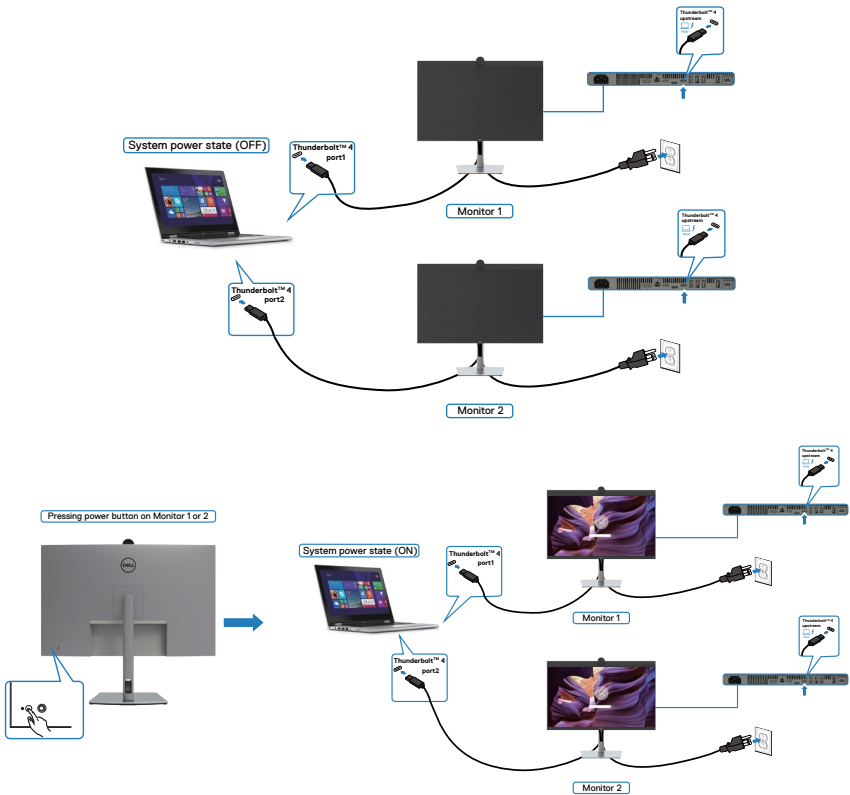 Thunderbolt™ 4
upstream
System power state (OFF)
Thunderbolt™ 4
port1
Monitor 1
Thunderbolt™ 4
upstream
Thunderbolt™ 4
port2
Monitor 2
Thunderbolt™ 4
upstream
Pressing power button on Monitor 1 or 2
DELL
System power state (ON)
Thunderbolt™ 4
port1
Monitor 1
Thunderbolt™ 4
upstream
Thunderbolt™ 4
port2
Monitor 2